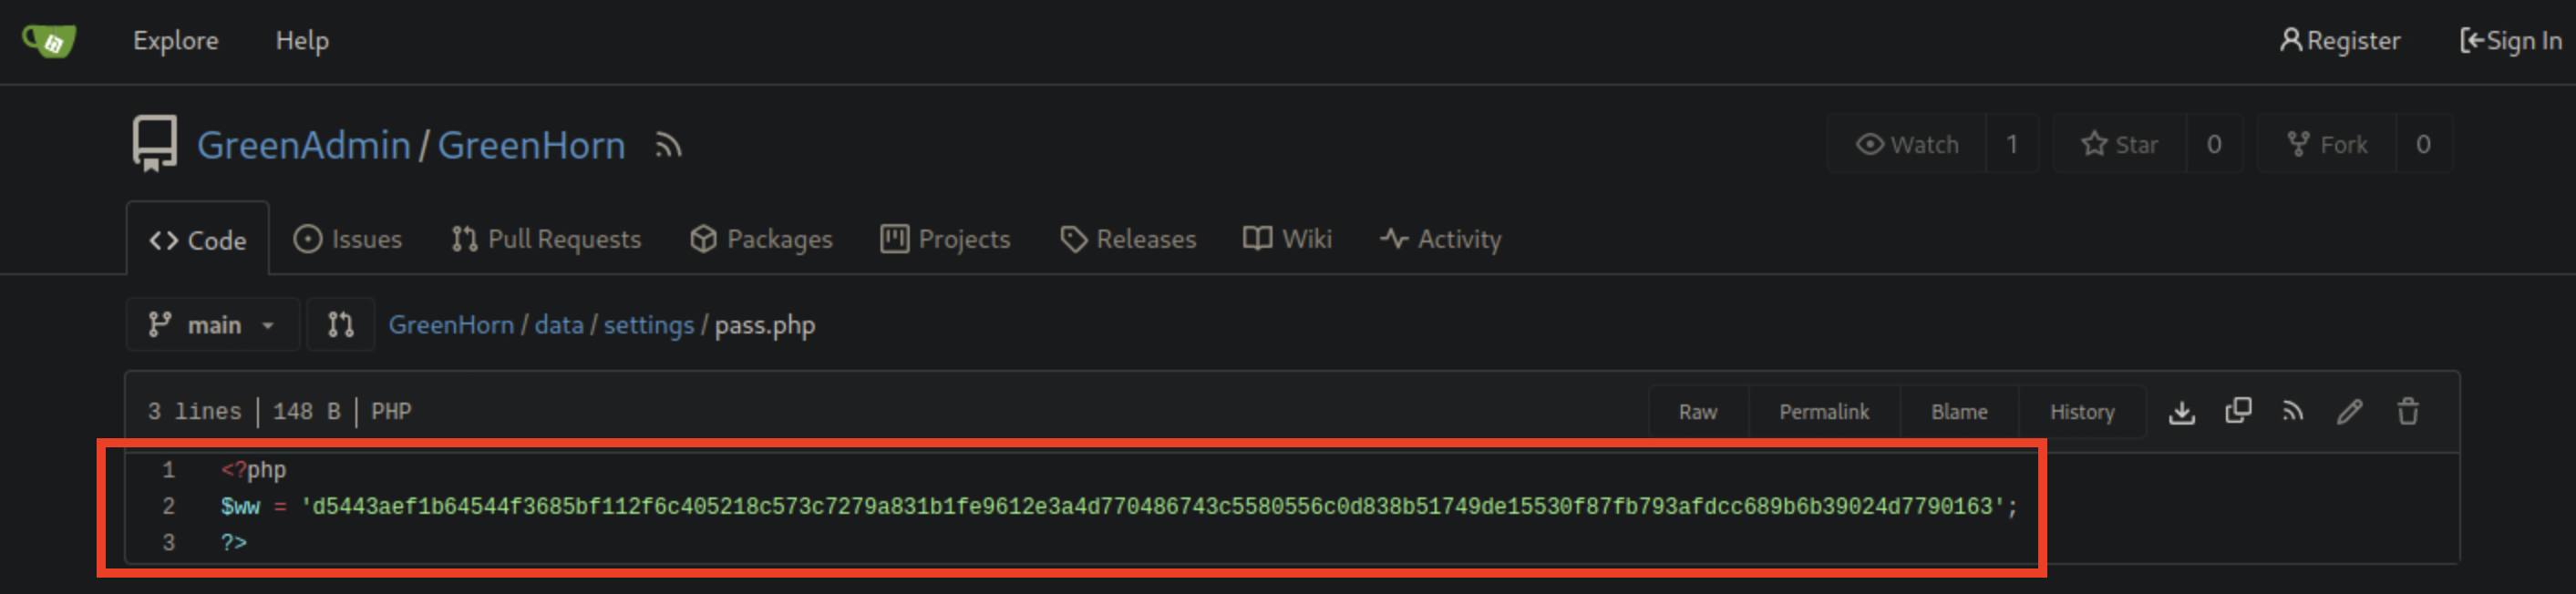 Explore Help Register Sign In
GreenAdmin / GreenHorn Watch 1 Star 0 Fork 0
Code Issues Pull Requests Packages Projects Releases Wiki Activity
main GreenHorn / data / settings / pass.php
3 lines | 148 B | PHP Raw Permalink Blame History
1 <?php
2 $ww = 'd5443aef1b64544f3685bf112f6c405218c573c7279a831b1fe9612e3a4d770486743c5580556c0d838b51749de15530f87fb793afdcc689b6b39024d7790163';
3 ?>